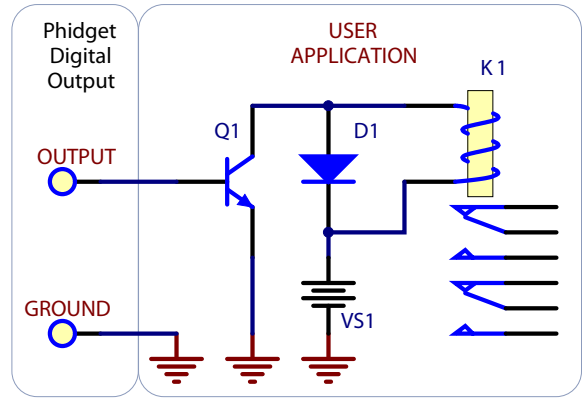 Phidget
Digital
Output
USER
APPLICATION
K1
Q1
D1
OUTPUT
GROUND
VS1